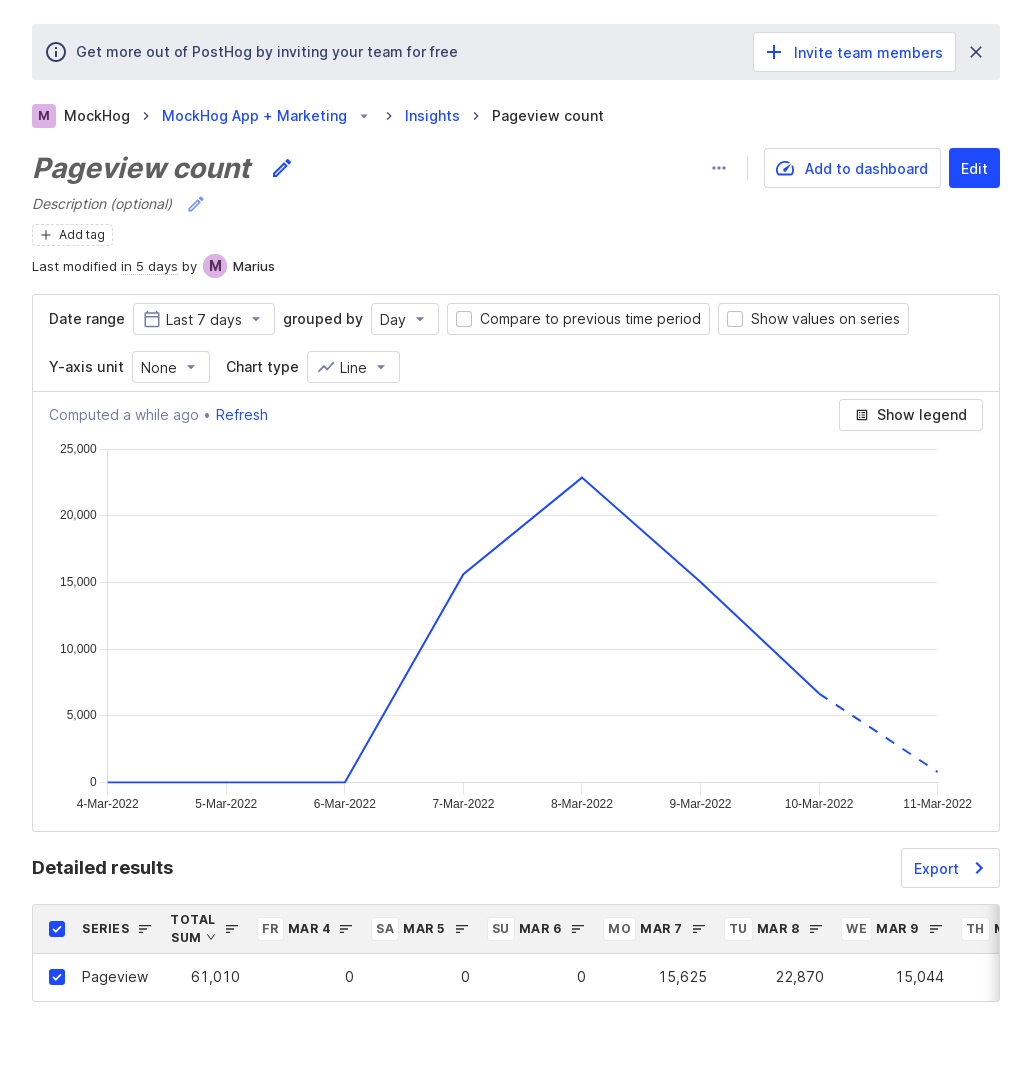 Get more out of PostHog by inviting your team for free
Invite team members
M MockHog MockHog App + Marketing Insights Pageview count
Pageview count
Add to dashboard Edit
Description (optional)
Add tag
Last modified in 5 days by M Marius
Date range Last 7 days grouped by Day Compare to previous time period Show values on series
Y-axis unit None Chart type Line
Computed a while ago • Refresh
Show legend
25,000
20,000
15,000
10,000
5,000
0
4-Mar-2022 5-Mar-2022 6-Mar-2022 7-Mar-2022 8-Mar-2022 9-Mar-2022 10-Mar-2022 11-Mar-2022
Detailed results
Export
SERIES TOTAL SUM FR MAR 4 SA MAR 5 SU MAR 6 MO MAR 7 TU MAR 8 WE MAR 9 TH
Pageview 61,010 0 0 0 15,625 22,870 15,044